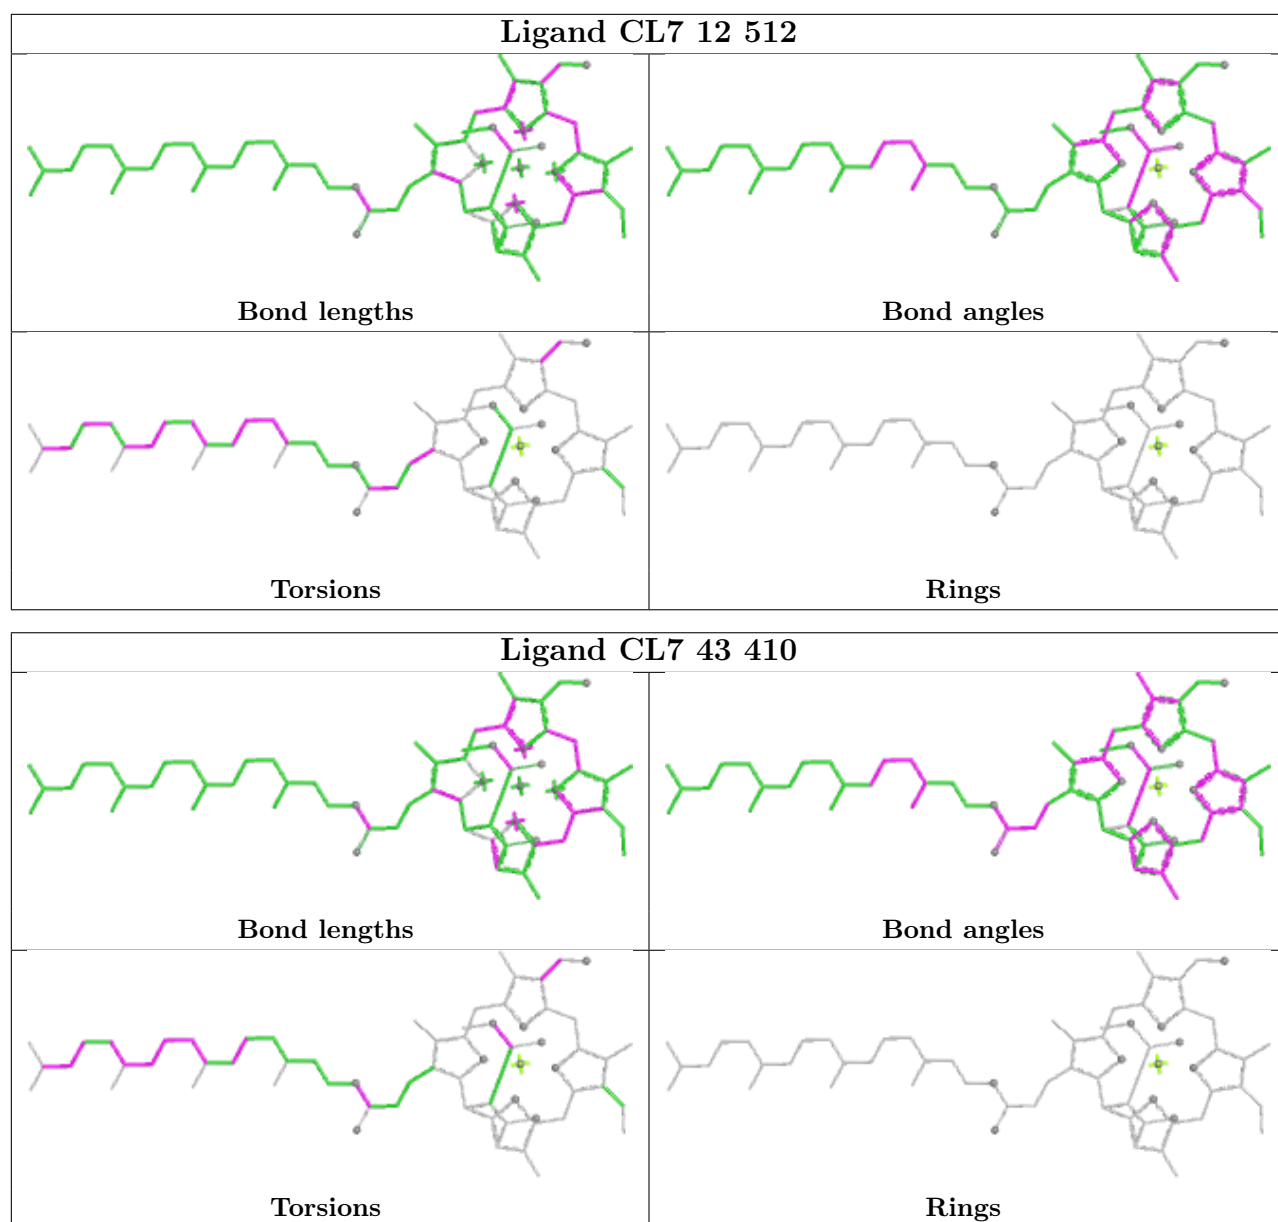 Ligand CL7 12 512
Bond lengths
Bond angles
Torsions
Rings
Ligand CL7 43 410
Bond lengths
Bond angles
Torsions
Rings